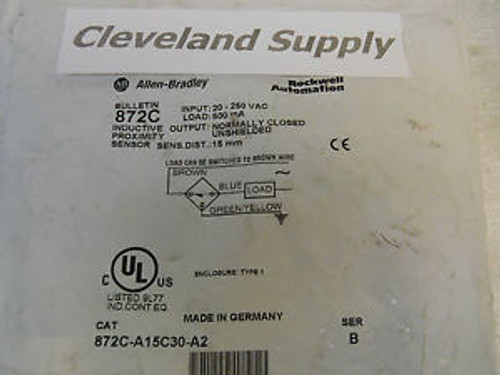 Cleveland Supply
AB Allen-Bradley
Rockwell
Automation
BULLETIN
872C
INDUCTIVE
PROXIMITY
SENSOR
INPUT: 20 - 250 VAC
LOAD: 500 mA
OUTPUT: NORMALLY CLOSED
UNSHIELDED
SENS.DIST.: 15 mm
CE
LOAD CAN BE SWITCHED TO BROWN WIRE
BROWN
BLUE
LOAD
GREEN/YELLOW
C UL US
LISTED 9L77
IND.CONT.EQ.
ENCLOSURE: TYPE 1
MADE IN GERMANY
CAT
872C-A15C30-A2
SER
B